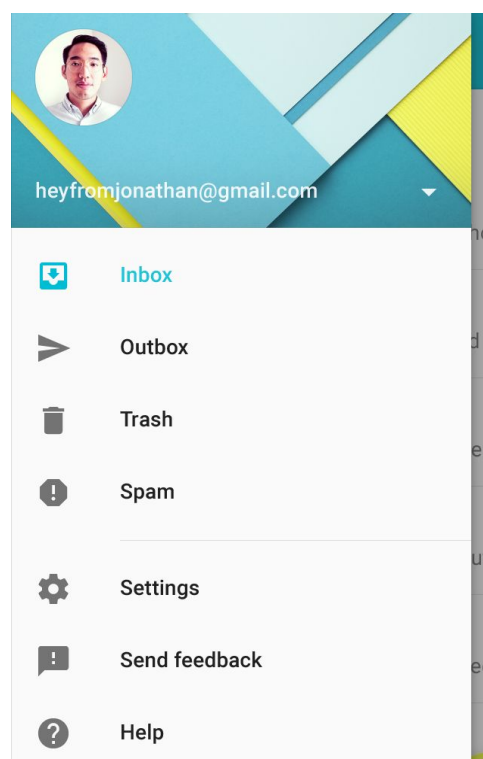 heyfromjonathan@gmail.com
Inbox
Outbox
Trash
Spam
Settings
Send feedback
Help